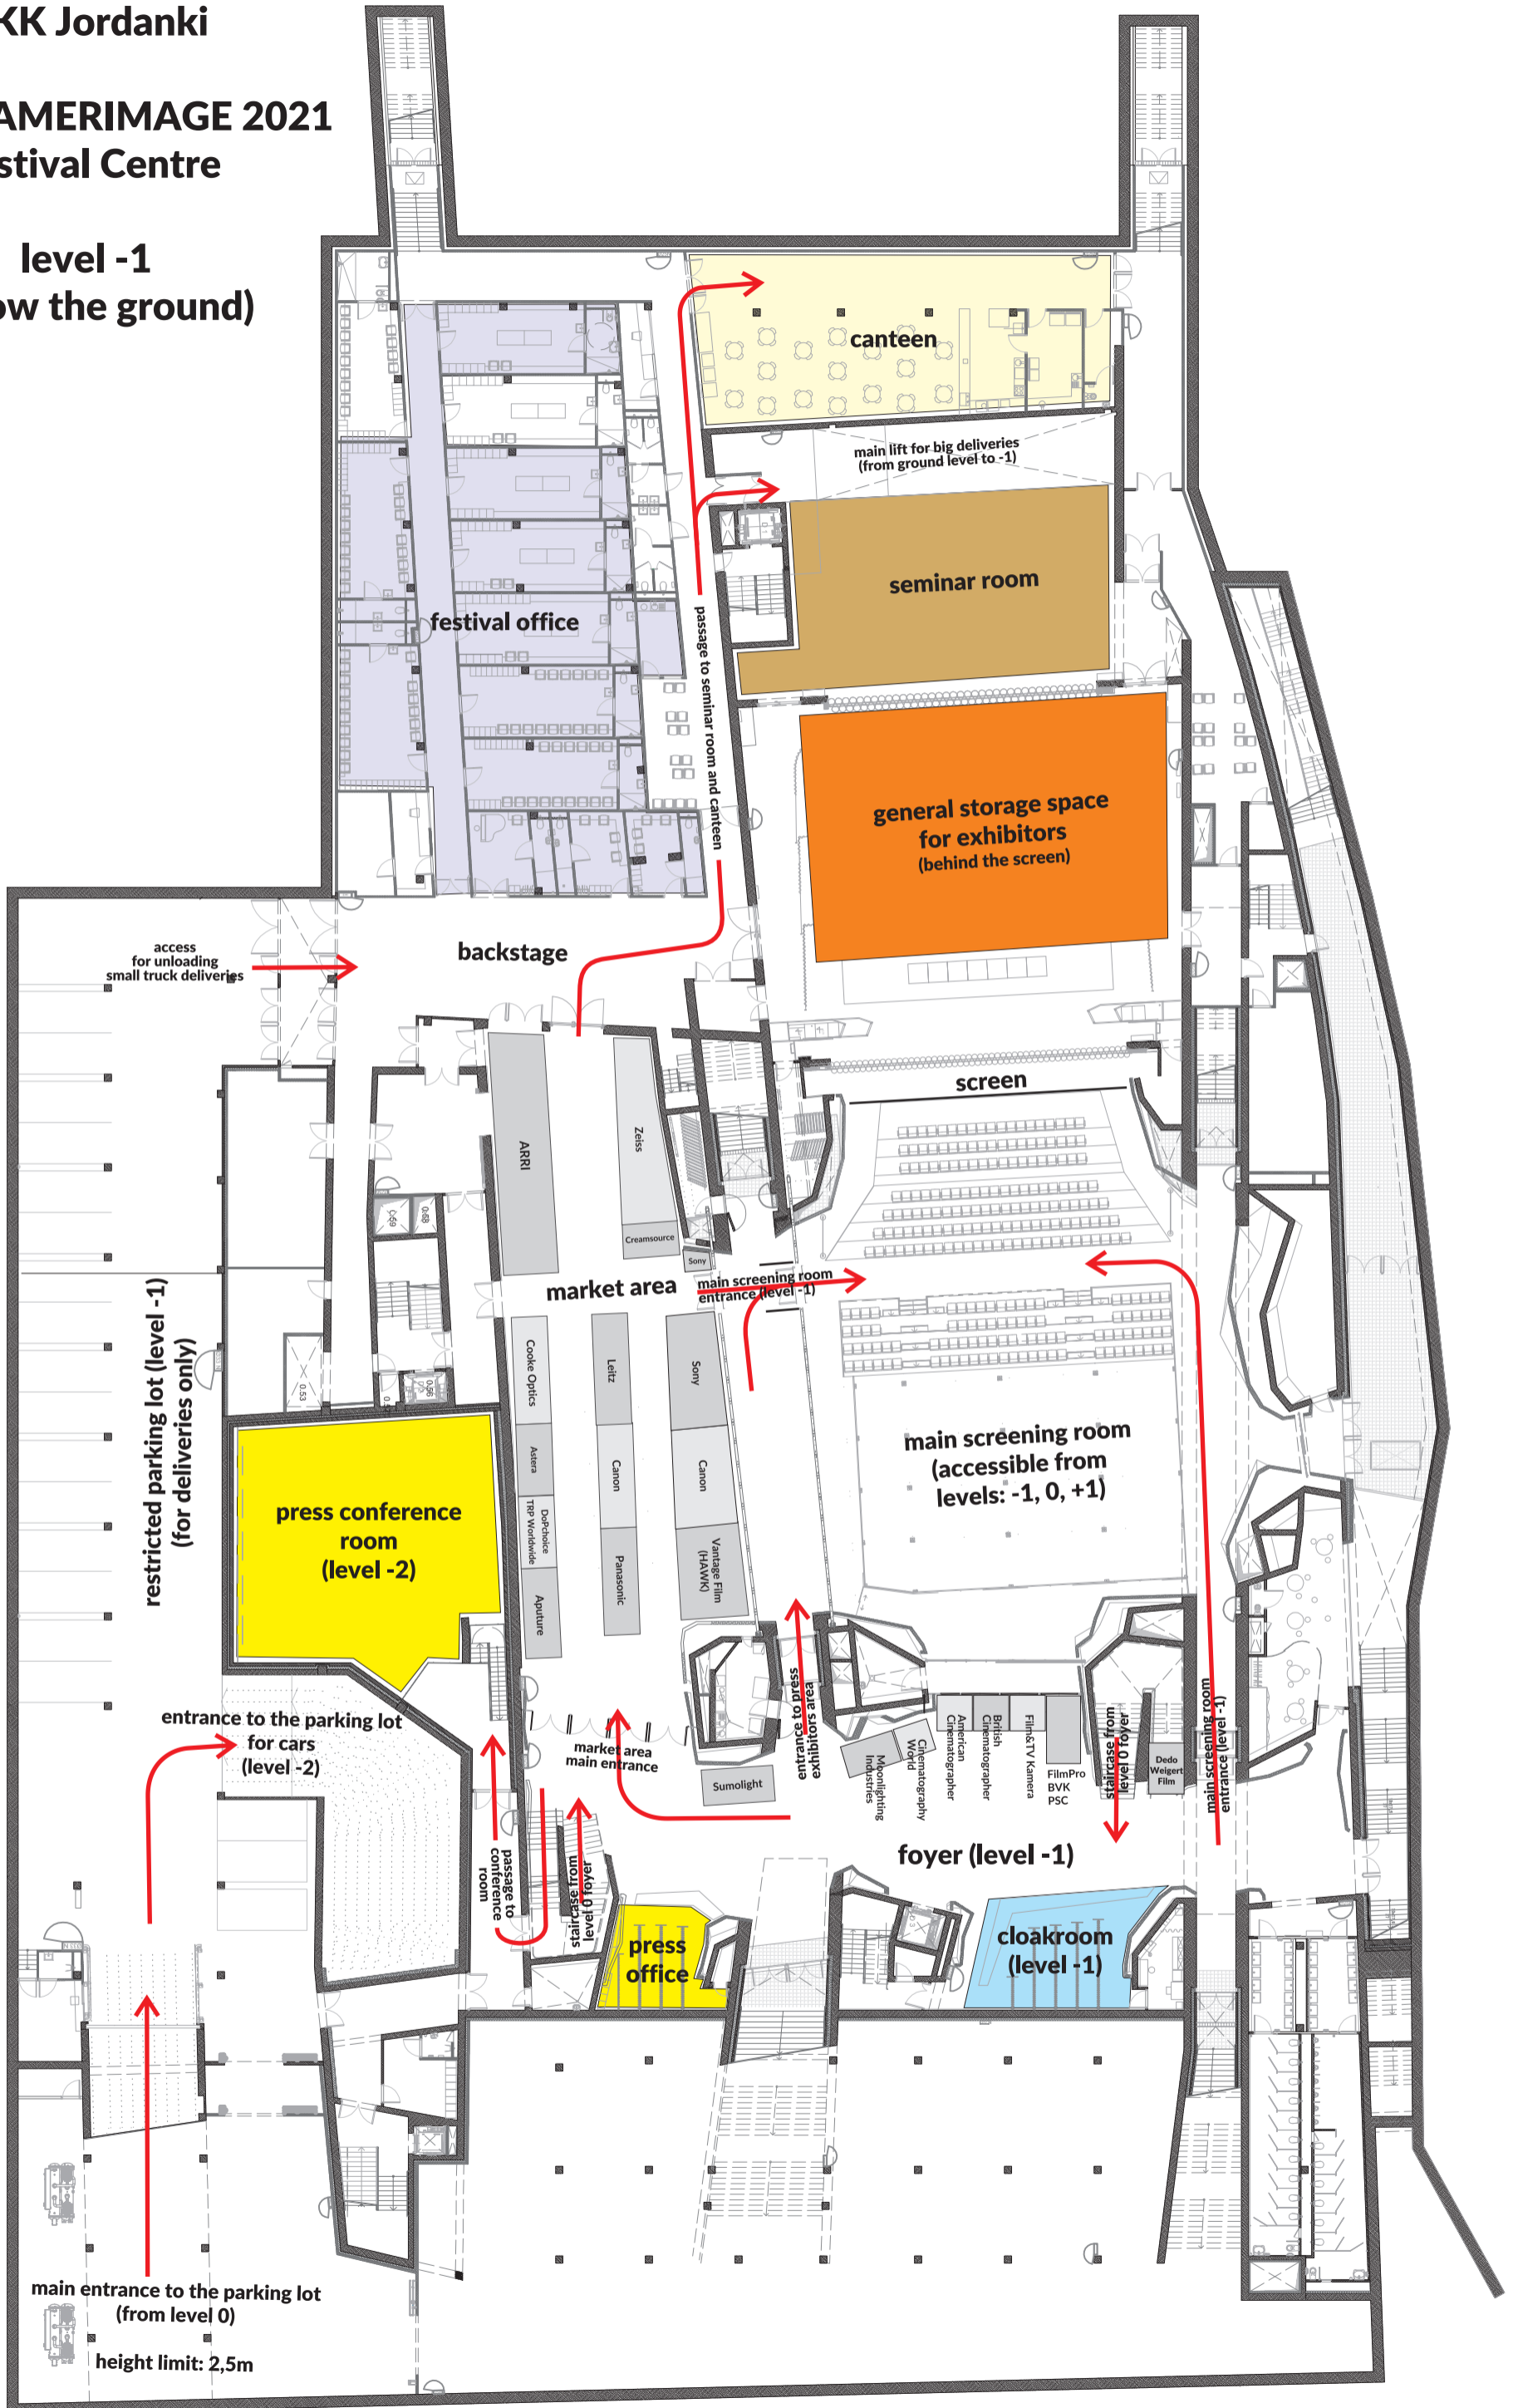 KK Jordanki
AMERIMAGE 2021
stival Centre
level -1
ow the ground)
canteen
main lift for big deliveries
(from ground level to -1)
seminar room
festival office
passage to seminar room and canteen
general storage space
for exhibitors
(behind the screen)
access
for unloading
small truck deliveries
backstage
screen
ARRI
Zeiss
Creamsource
Sony
0.59
0.58
market area
main screening room
entrance (level -1)
restricted parking lot (level -1)
(for deliveries only)
0.53
0.56
Cooke Optics
Leitz
Sony
Astera
Canon
Canon
DoPchoice
TRP Worldwide
Aputure
Panasonic
Vantage Film
(HAWK)
main screening room
(accessible from
levels: -1, 0, +1)
press conference
room
(level -2)
entrance to the parking lot
for cars
(level -2)
market area
main entrance
entrance to press
exhibitors area
Sumolight
Moonlighting
Industries
Cinematography
World
American
Cinematographer
British
Cinematographer
Film&TV Kamera
FilmPro
BVK
PSC
staircase from
level 0 foyer
Dedo
Weigert
Film
main screening room
entrance (level -1)
foyer (level -1)
passage to
conference
room
staircase from
level 0 foyer
press
office
cloakroom
(level -1)
main entrance to the parking lot
(from level 0)
height limit: 2,5m